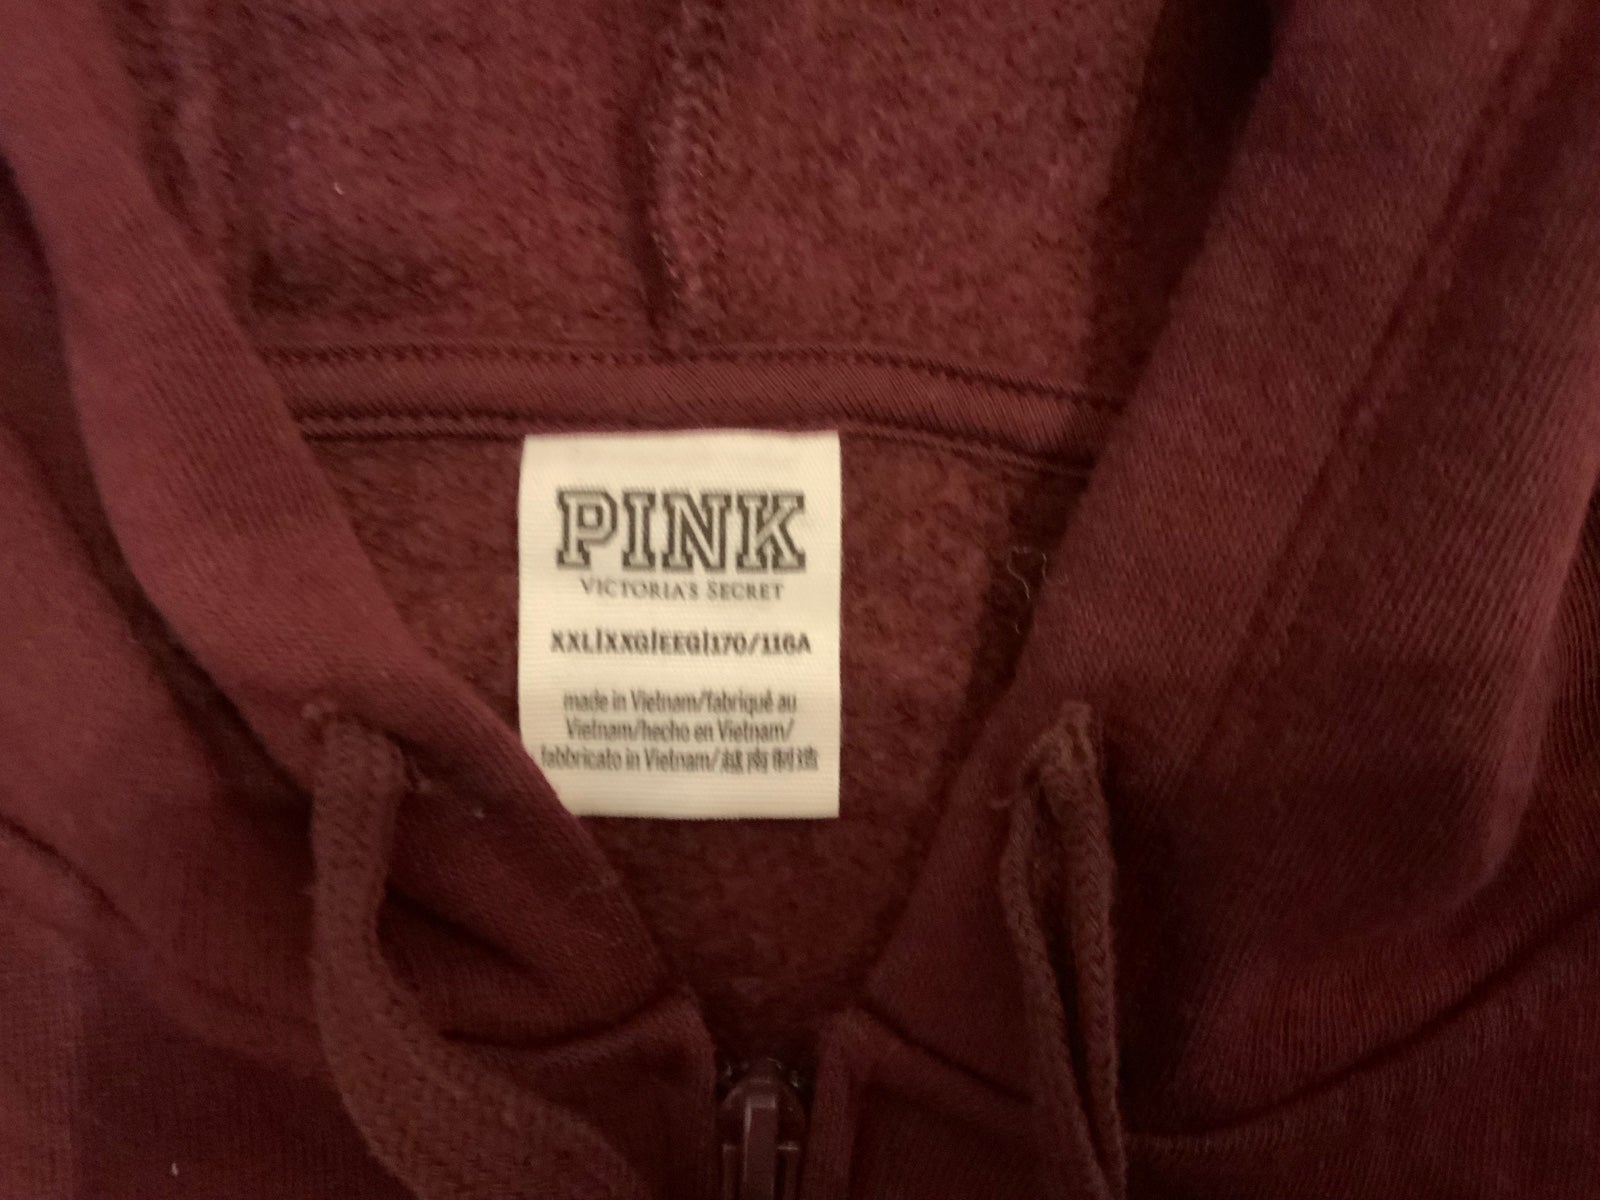 PINK
VICTORIA'S SECRET
XXL|XXG|EEG|170/116A
made in Vietnam/fabriqué au
Vietnam/hecho en Vietnam/
fabbricato in Vietnam/越南制造